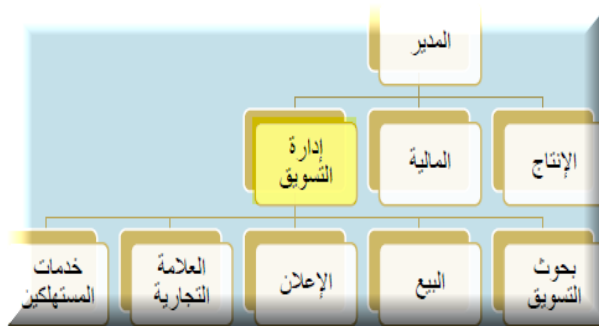 المدير
الإنتاج
المالية
إدارة
التسويق
بحوث
التسويق
البيع
الإعلان
العلامة
التجارية
خدمات
المستهلكين